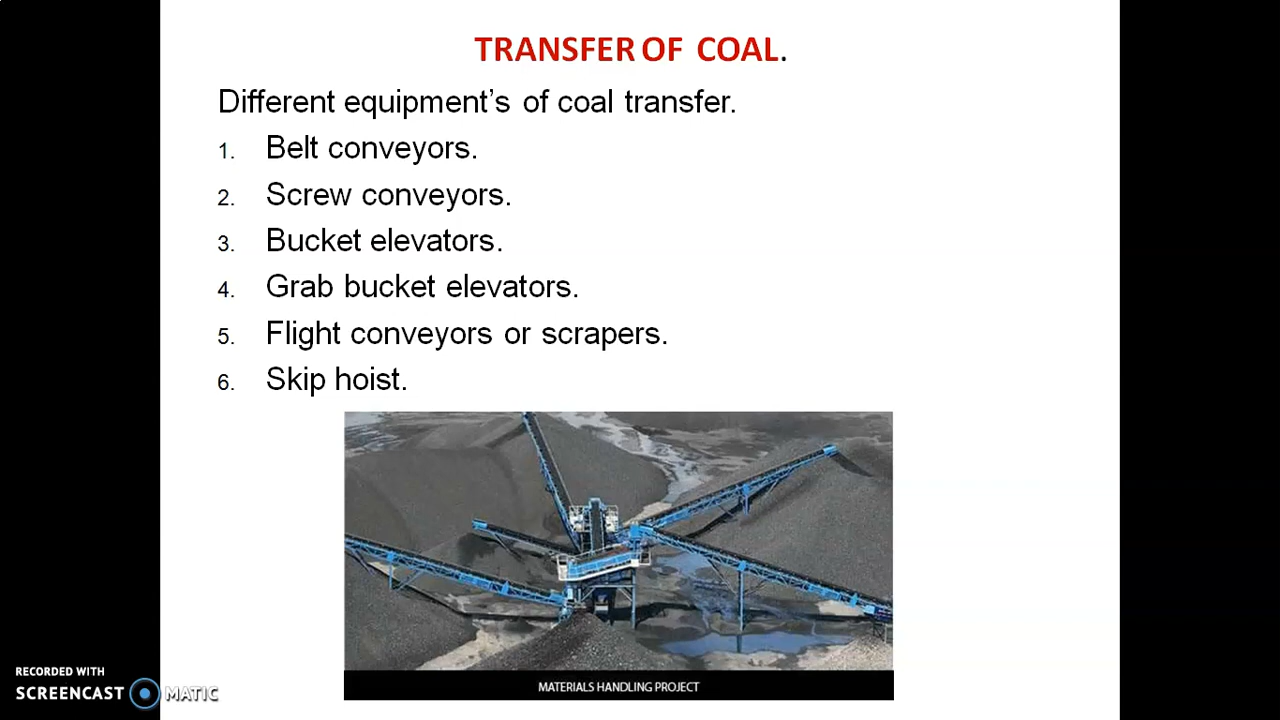 TRANSFER OF COAL.
Different equipment’s of coal transfer.
1. Belt conveyors.
2. Screw conveyors.
3. Bucket elevators.
4. Grab bucket elevators.
5. Flight conveyors or scrapers.
6. Skip hoist.
MATERIALS HANDLING PROJECT
RECORDED WITH
SCREENCAST MATIC